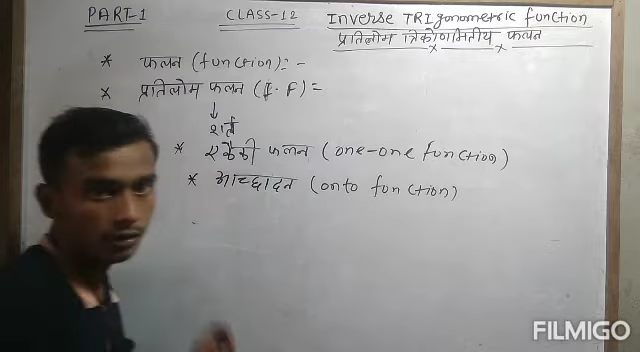 PART-1 CLASS-12 Inverse TRIgonometric function
प्रतिलोम त्रिकोणमितीय फलन
* फलन (function):-
* प्रतिलोम फलन (I.F)=
↓
शर्त
* एकैकी फलन (one-one function)
* आच्छादन (onto function)
FILMIGO